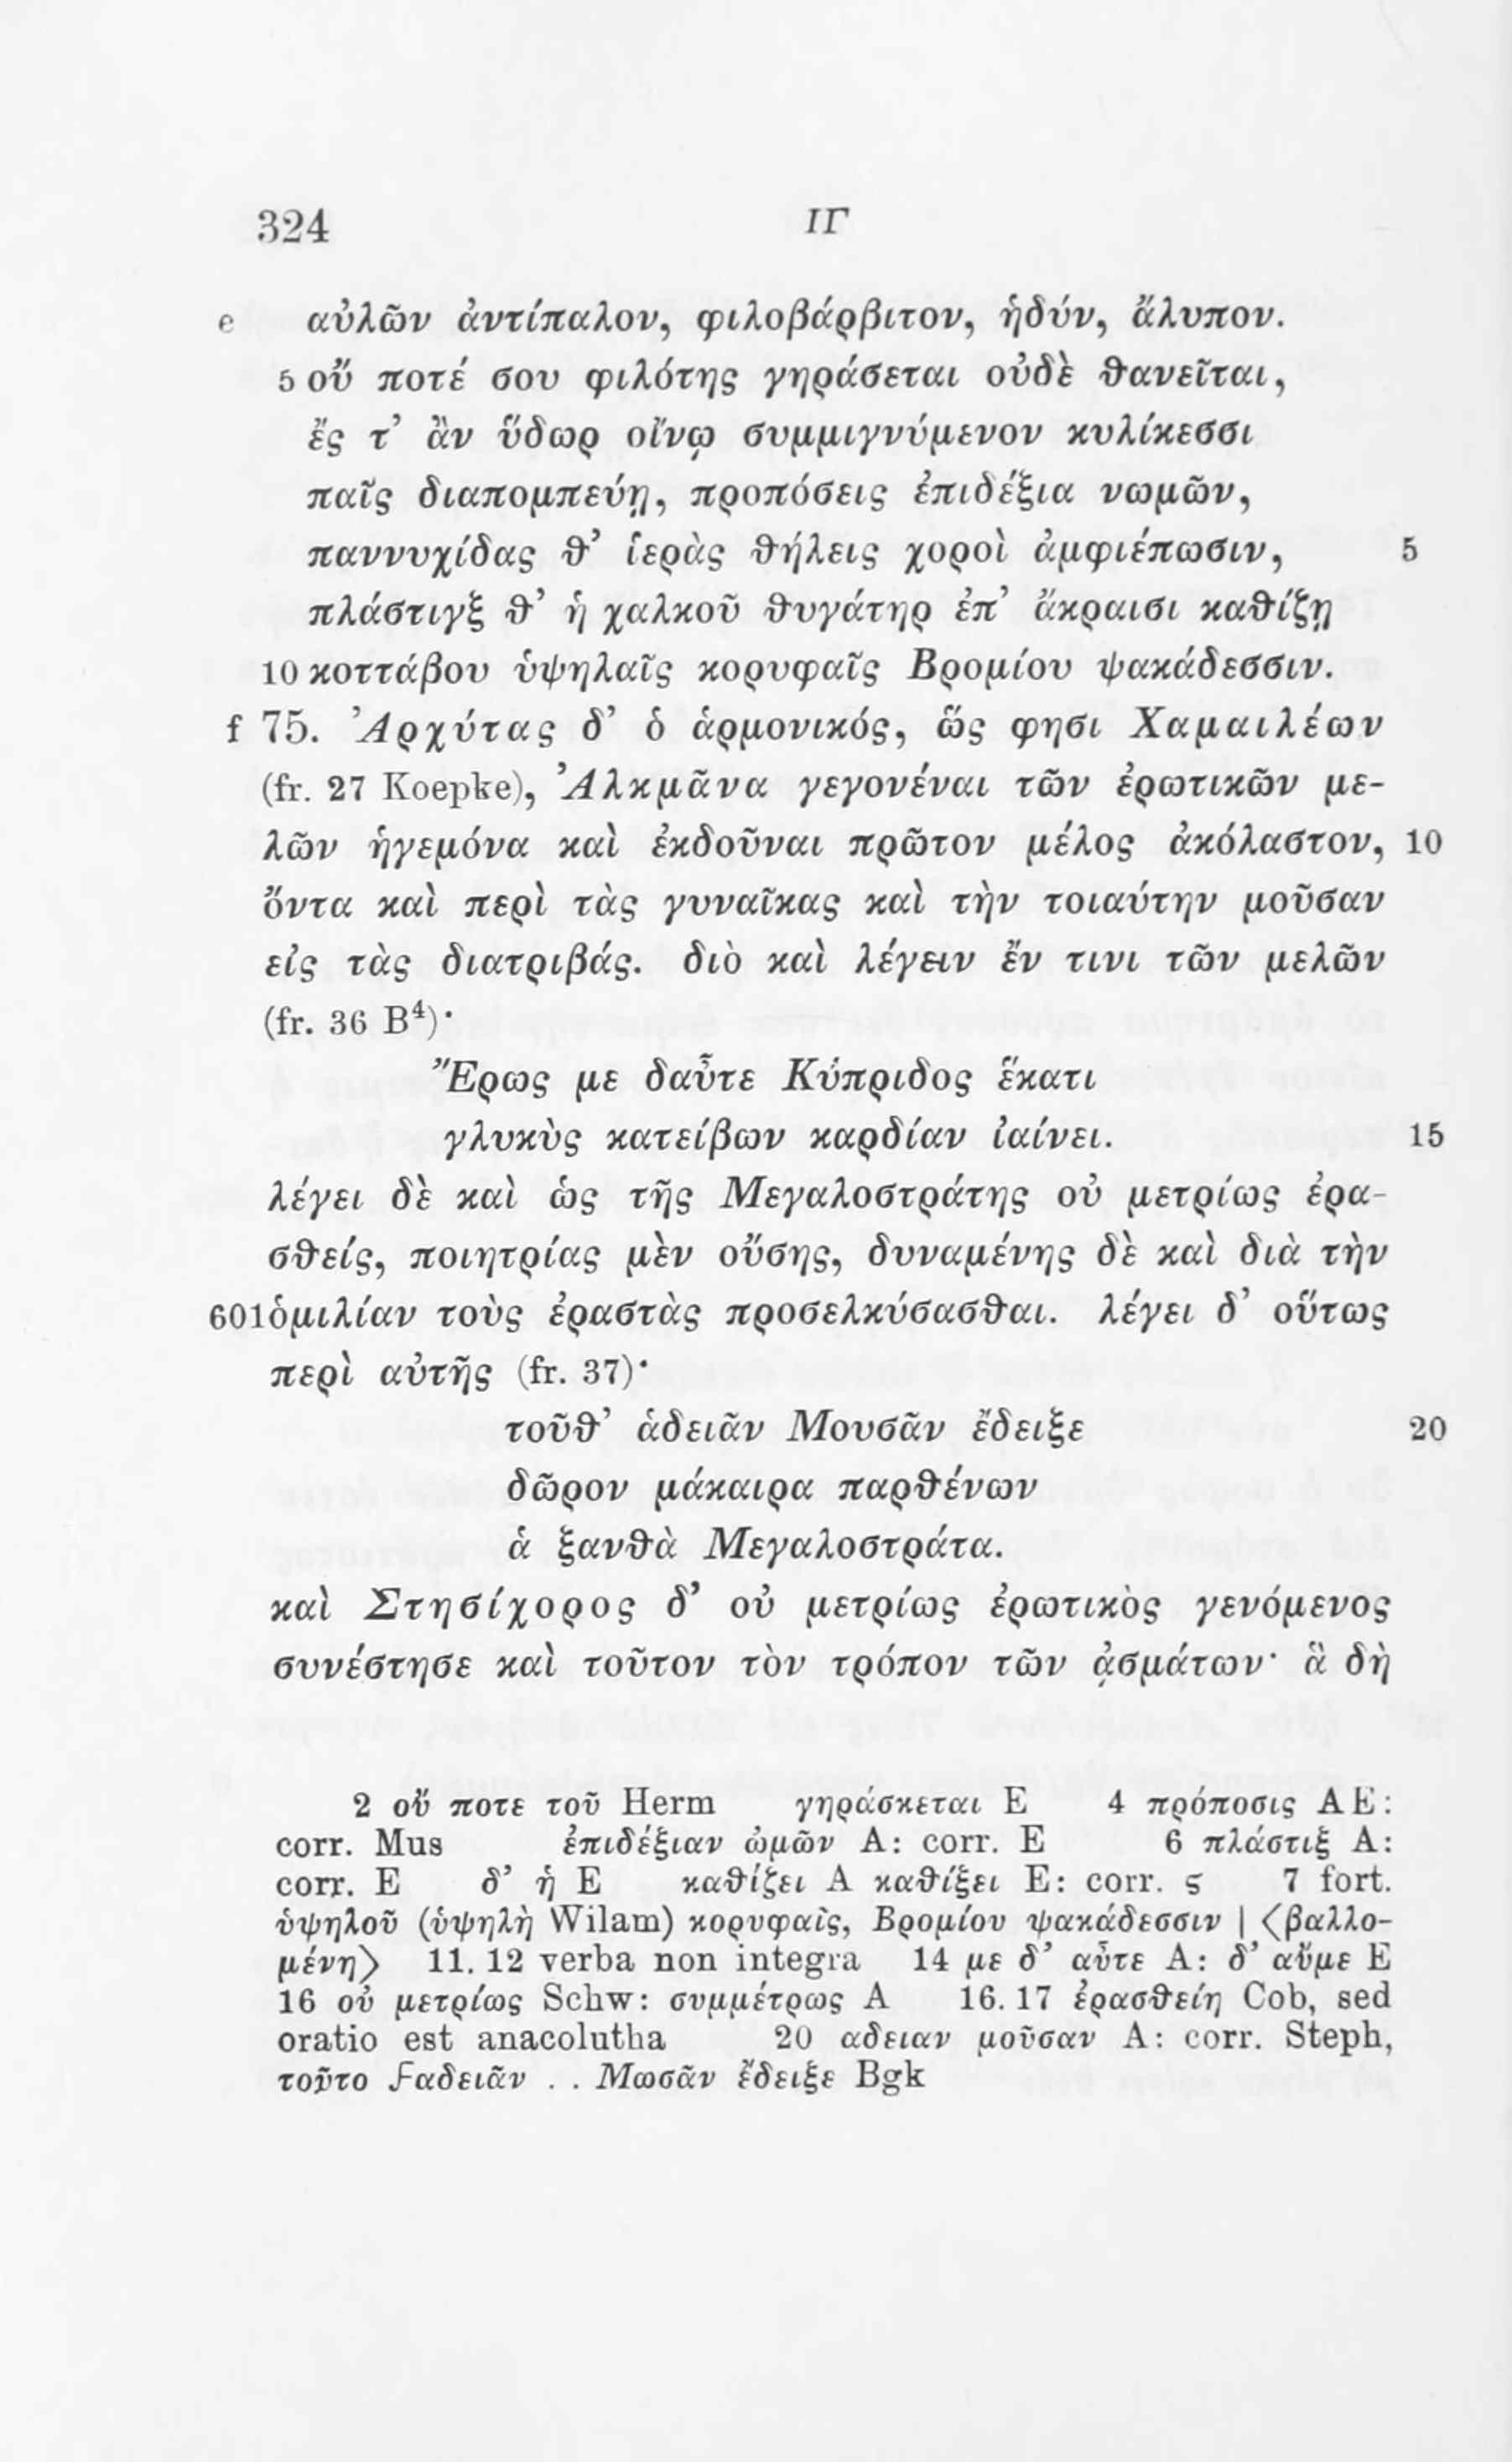 324 ΙΓ
e αὐλῶν ἀντίπαλον, φιλοβάρβιτον, ἡδύν, ἄλυπον.
5 οὔ ποτέ σου φιλότης γηράσεται οὐδὲ θανεῖται,
ἔς τ’ ἂν ὕδωρ οἴνῳ συμμιγνύμενον κυλίκεσσι
παῖς διαπομπεύῃ, προπόσεις ἐπιδέξια νωμῶν,
παννυχίδας θ’ ἱερὰς θήλεις χοροὶ ἀμφιέπωσιν, 5
πλάστιγξ θ’ ἡ χαλκοῦ θυγάτηρ ἐπ’ ἄκραισι καθίζῃ
10 κοττάβου ὑψηλαῖς κορυφαῖς Βρομίου ψακάδεσσιν.
f 75. Ἀρχύτας δ’ ὁ ἁρμονικός, ὥς φησι Χαμαιλέων
(fr. 27 Koepke), Ἀλκμᾶνα γεγονέναι τῶν ἐρωτικῶν με-
λῶν ἡγεμόνα καὶ ἐκδοῦναι πρῶτον μέλος ἀκόλαστον, 10
ὄντα καὶ περὶ τὰς γυναῖκας καὶ τὴν τοιαύτην μοῦσαν
εἰς τὰς διατριβάς. διὸ καὶ λέγειν ἔν τινι τῶν μελῶν
(fr. 36 B⁴)·
Ἔρως με δαὖτε Κύπριδος ἕκατι
γλυκὺς κατείβων καρδίαν ἰαίνει. 15
λέγει δὲ καὶ ὡς τῆς Μεγαλοστράτης οὐ μετρίως ἐρα-
σθείς, ποιητρίας μὲν οὔσης, δυναμένης δὲ καὶ διὰ τὴν
601 ὁμιλίαν τοὺς ἐραστὰς προσελκύσασθαι. λέγει δ’ οὕτως
περὶ αὐτῆς (fr. 37)·
τοῦθ’ ἁδειᾶν Μουσᾶν ἔδειξε 20
δῶρον μάκαιρα παρθένων
ἁ ξανθὰ Μεγαλοστράτα.
καὶ Στησίχορος δ’ οὐ μετρίως ἐρωτικὸς γενόμενος
συνέστησε καὶ τοῦτον τὸν τρόπον τῶν ᾀσμάτων· ἃ δὴ
2 οὔ ποτε τοῦ Herm γηράσκεται E 4 πρόποσις A E:
corr. Mus ἐπιδέξιαν ὠμῶν A: corr. E 6 πλάστιξ A:
corr. E δ’ ἡ E καθίζει A καθίξει E: corr. ς 7 fort.
ὑψηλοῦ (ὑψηλὴ Wilam) κορυφαῖς, Βρομίου ψακάδεσσιν | ⟨βαλλο-
μένη⟩ 11. 12 verba non integra 14 με δ’ αὖτε A: δ’ αὖμε E
16 οὐ μετρίως Schw: συμμέτρως A 16. 17 ἐρασθείη Cob, sed
oratio est anacolutha 20 αδειαν μοῦσαν A: corr. Steph,
τοῦτο ϝαδειᾶν . . Μωσᾶν ἔδειξε Bgk